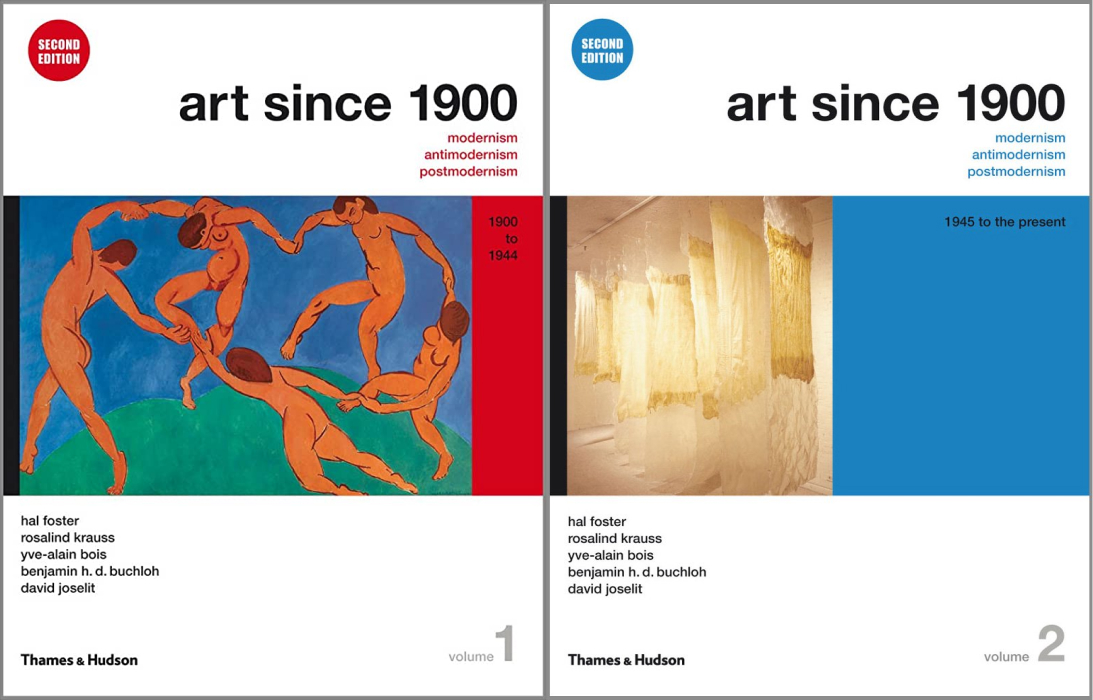 SECOND
EDITION
art since 1900
modernism
antimodernism
postmodernism
1900
to
1944
hal foster
rosalind krauss
yve-alain bois
benjamin h. d. buchloh
david joselit
Thames & Hudson
volume 1
SECOND
EDITION
art since 1900
modernism
antimodernism
postmodernism
1945 to the present
hal foster
rosalind krauss
yve-alain bois
benjamin h. d. buchloh
david joselit
Thames & Hudson
volume 2